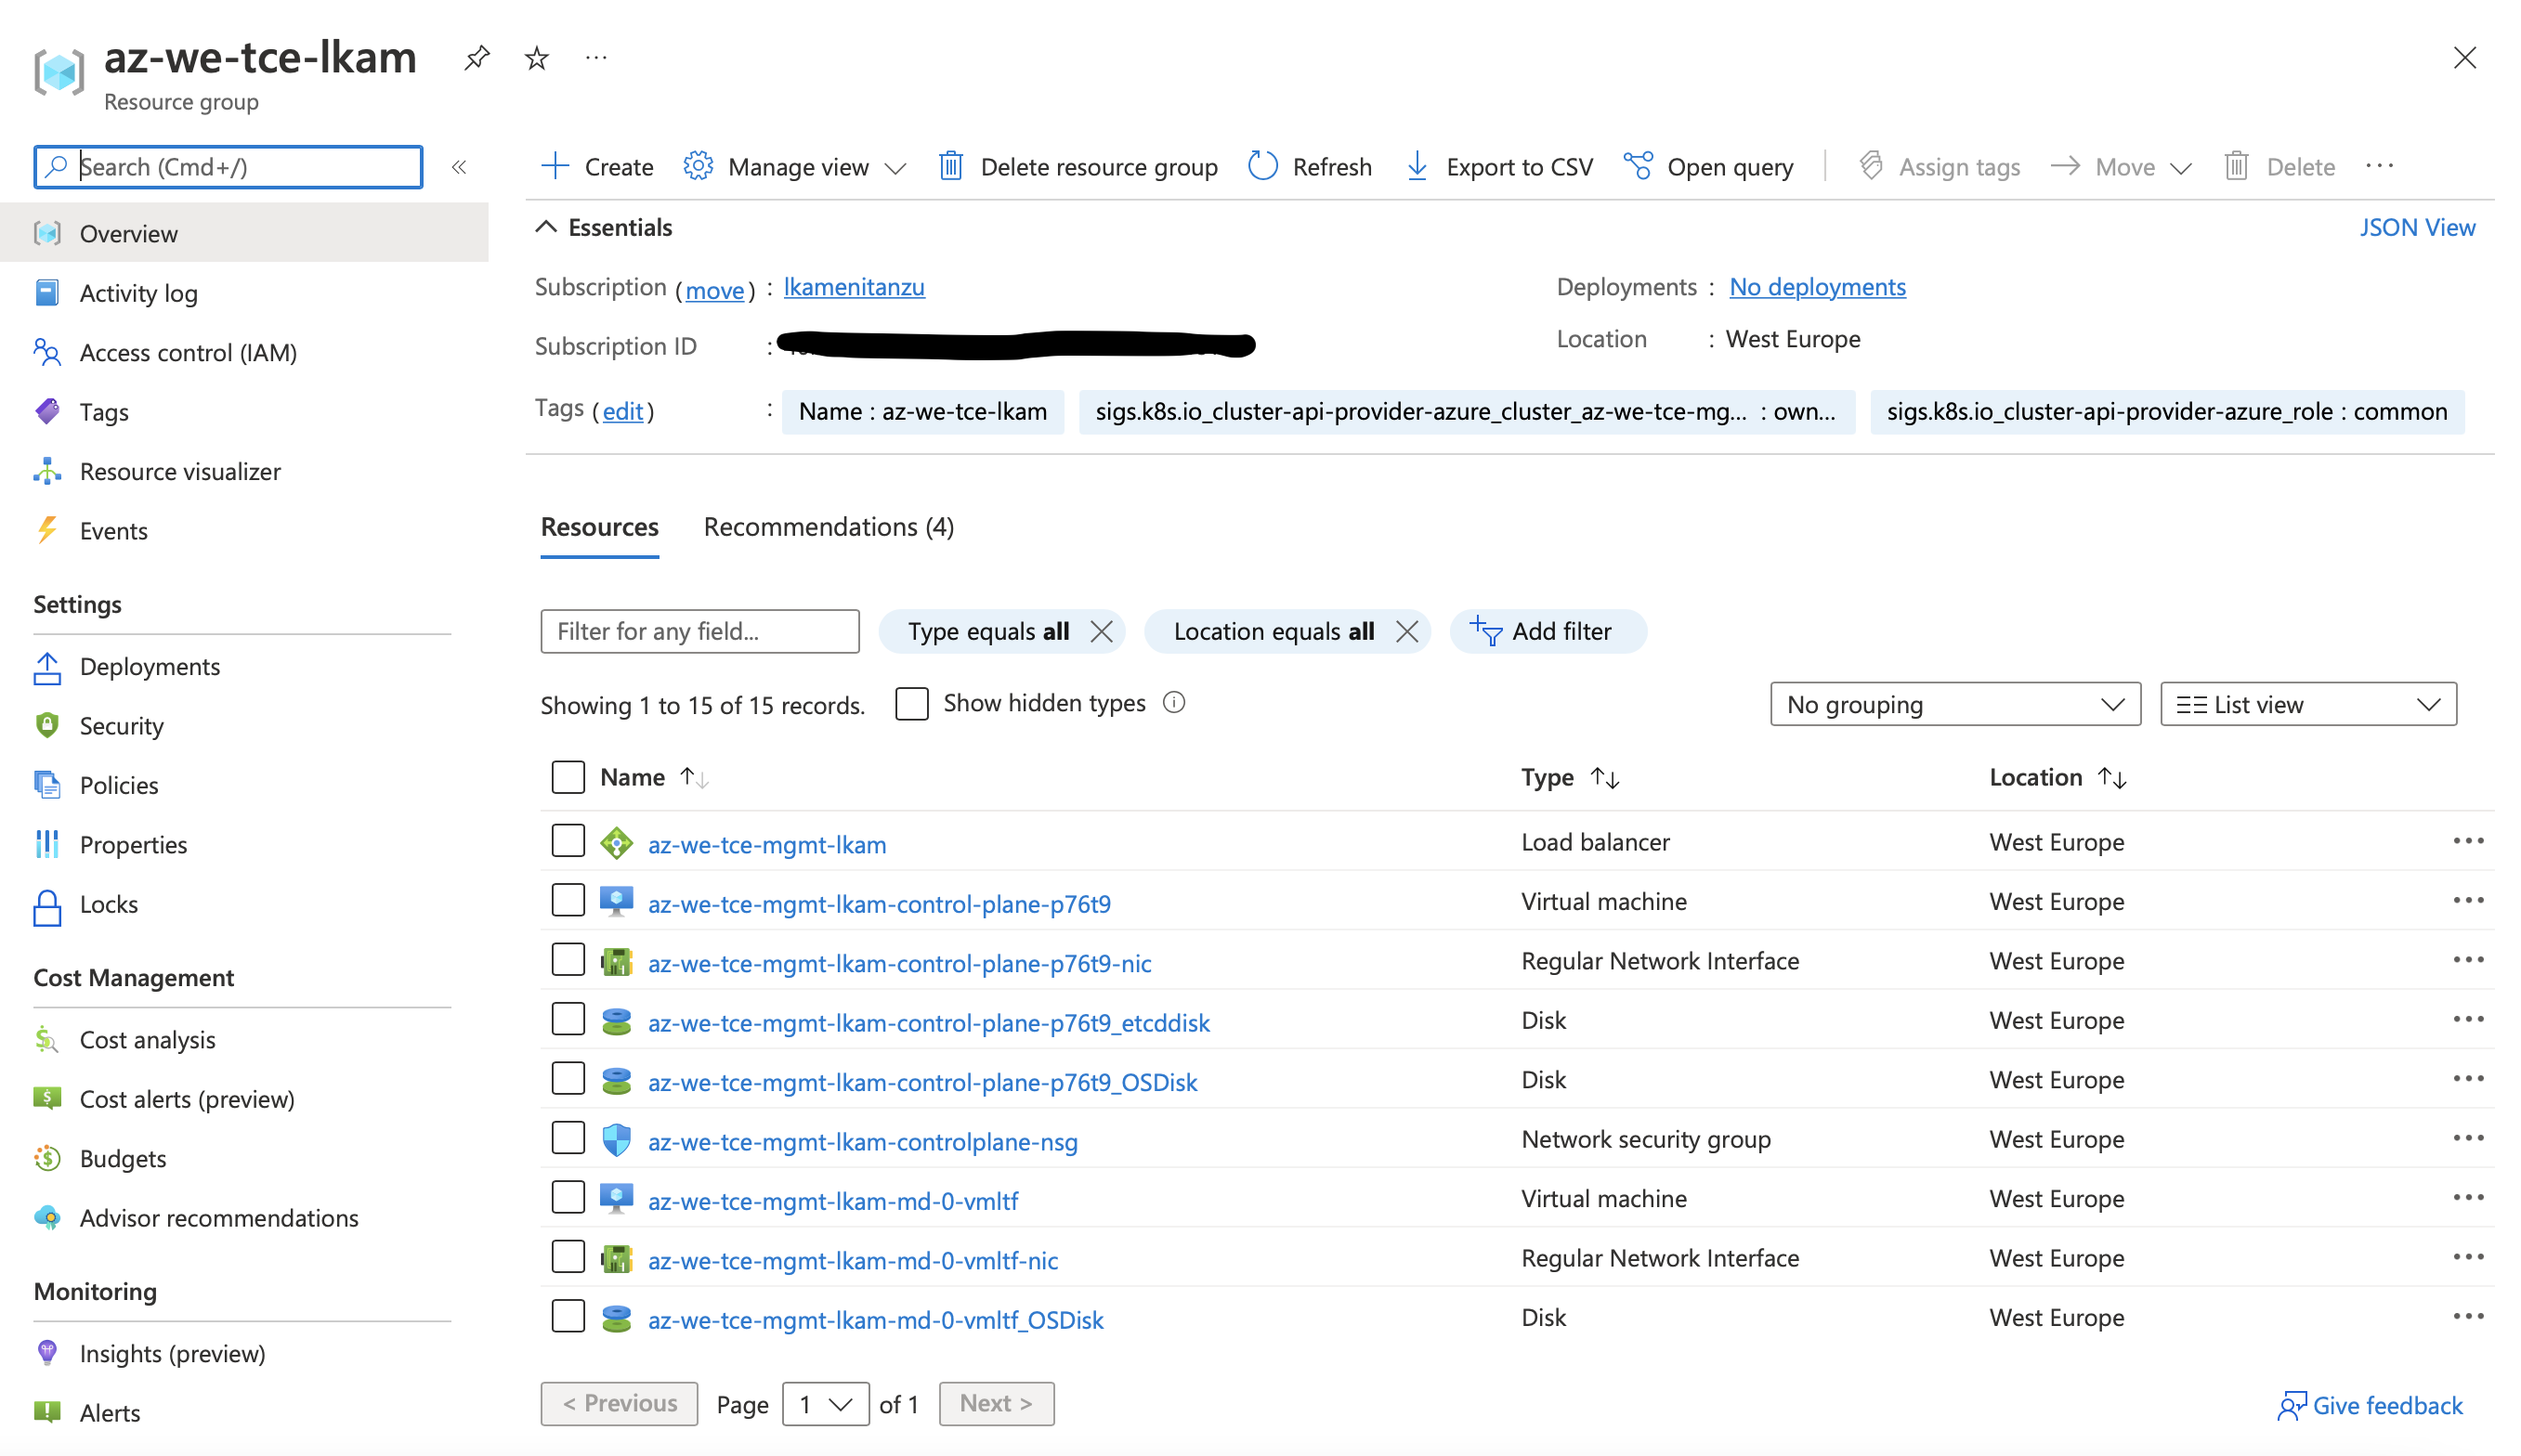 az-we-tce-lkam
Resource group
Search (Cmd+/)
Create
Manage view
Delete resource group
Refresh
Export to CSV
Open query
Assign tags
Move
Delete
Overview
Activity log
Access control (IAM)
Tags
Resource visualizer
Events
Settings
Deployments
Security
Policies
Properties
Locks
Cost Management
Cost analysis
Cost alerts (preview)
Budgets
Advisor recommendations
Monitoring
Insights (preview)
Alerts
Essentials
JSON View
Subscription (move) : lkamenitanzu
Deployments : No deployments
Subscription ID :
Location : West Europe
Tags (edit) : Name : az-we-tce-lkam sigs.k8s.io_cluster-api-provider-azure_cluster_az-we-tce-mg... : own... sigs.k8s.io_cluster-api-provider-azure_role : common
Resources Recommendations (4)
Filter for any field... Type equals all Location equals all Add filter
Showing 1 to 15 of 15 records. Show hidden types No grouping List view
Name Type Location
az-we-tce-mgmt-lkam Load balancer West Europe
az-we-tce-mgmt-lkam-control-plane-p76t9 Virtual machine West Europe
az-we-tce-mgmt-lkam-control-plane-p76t9-nic Regular Network Interface West Europe
az-we-tce-mgmt-lkam-control-plane-p76t9_etcddisk Disk West Europe
az-we-tce-mgmt-lkam-control-plane-p76t9_OSDisk Disk West Europe
az-we-tce-mgmt-lkam-controlplane-nsg Network security group West Europe
az-we-tce-mgmt-lkam-md-0-vmltf Virtual machine West Europe
az-we-tce-mgmt-lkam-md-0-vmltf-nic Regular Network Interface West Europe
az-we-tce-mgmt-lkam-md-0-vmltf_OSDisk Disk West Europe
< Previous Page 1 of 1 Next >
Give feedback